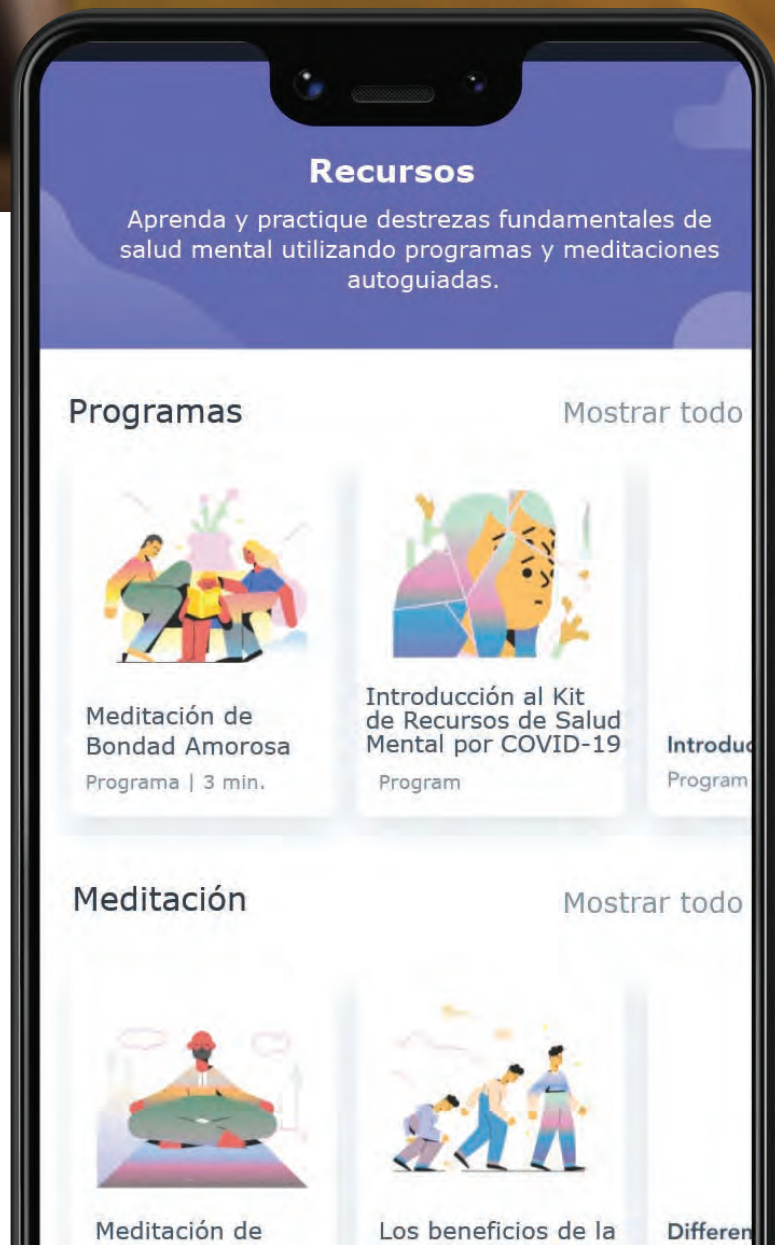 Recursos
Aprenda y practique destrezas fundamentales de
salud mental utilizando programas y meditaciones
autoguiadas.
Programas
Mostrar todo
Meditación de
Bondad Amorosa
Programa | 3 min.
Introducción al Kit
de Recursos de Salud
Mental por COVID-19
Program
Introduc
Program
Meditación
Mostrar todo
Meditación de
Los beneficios de la
Differen